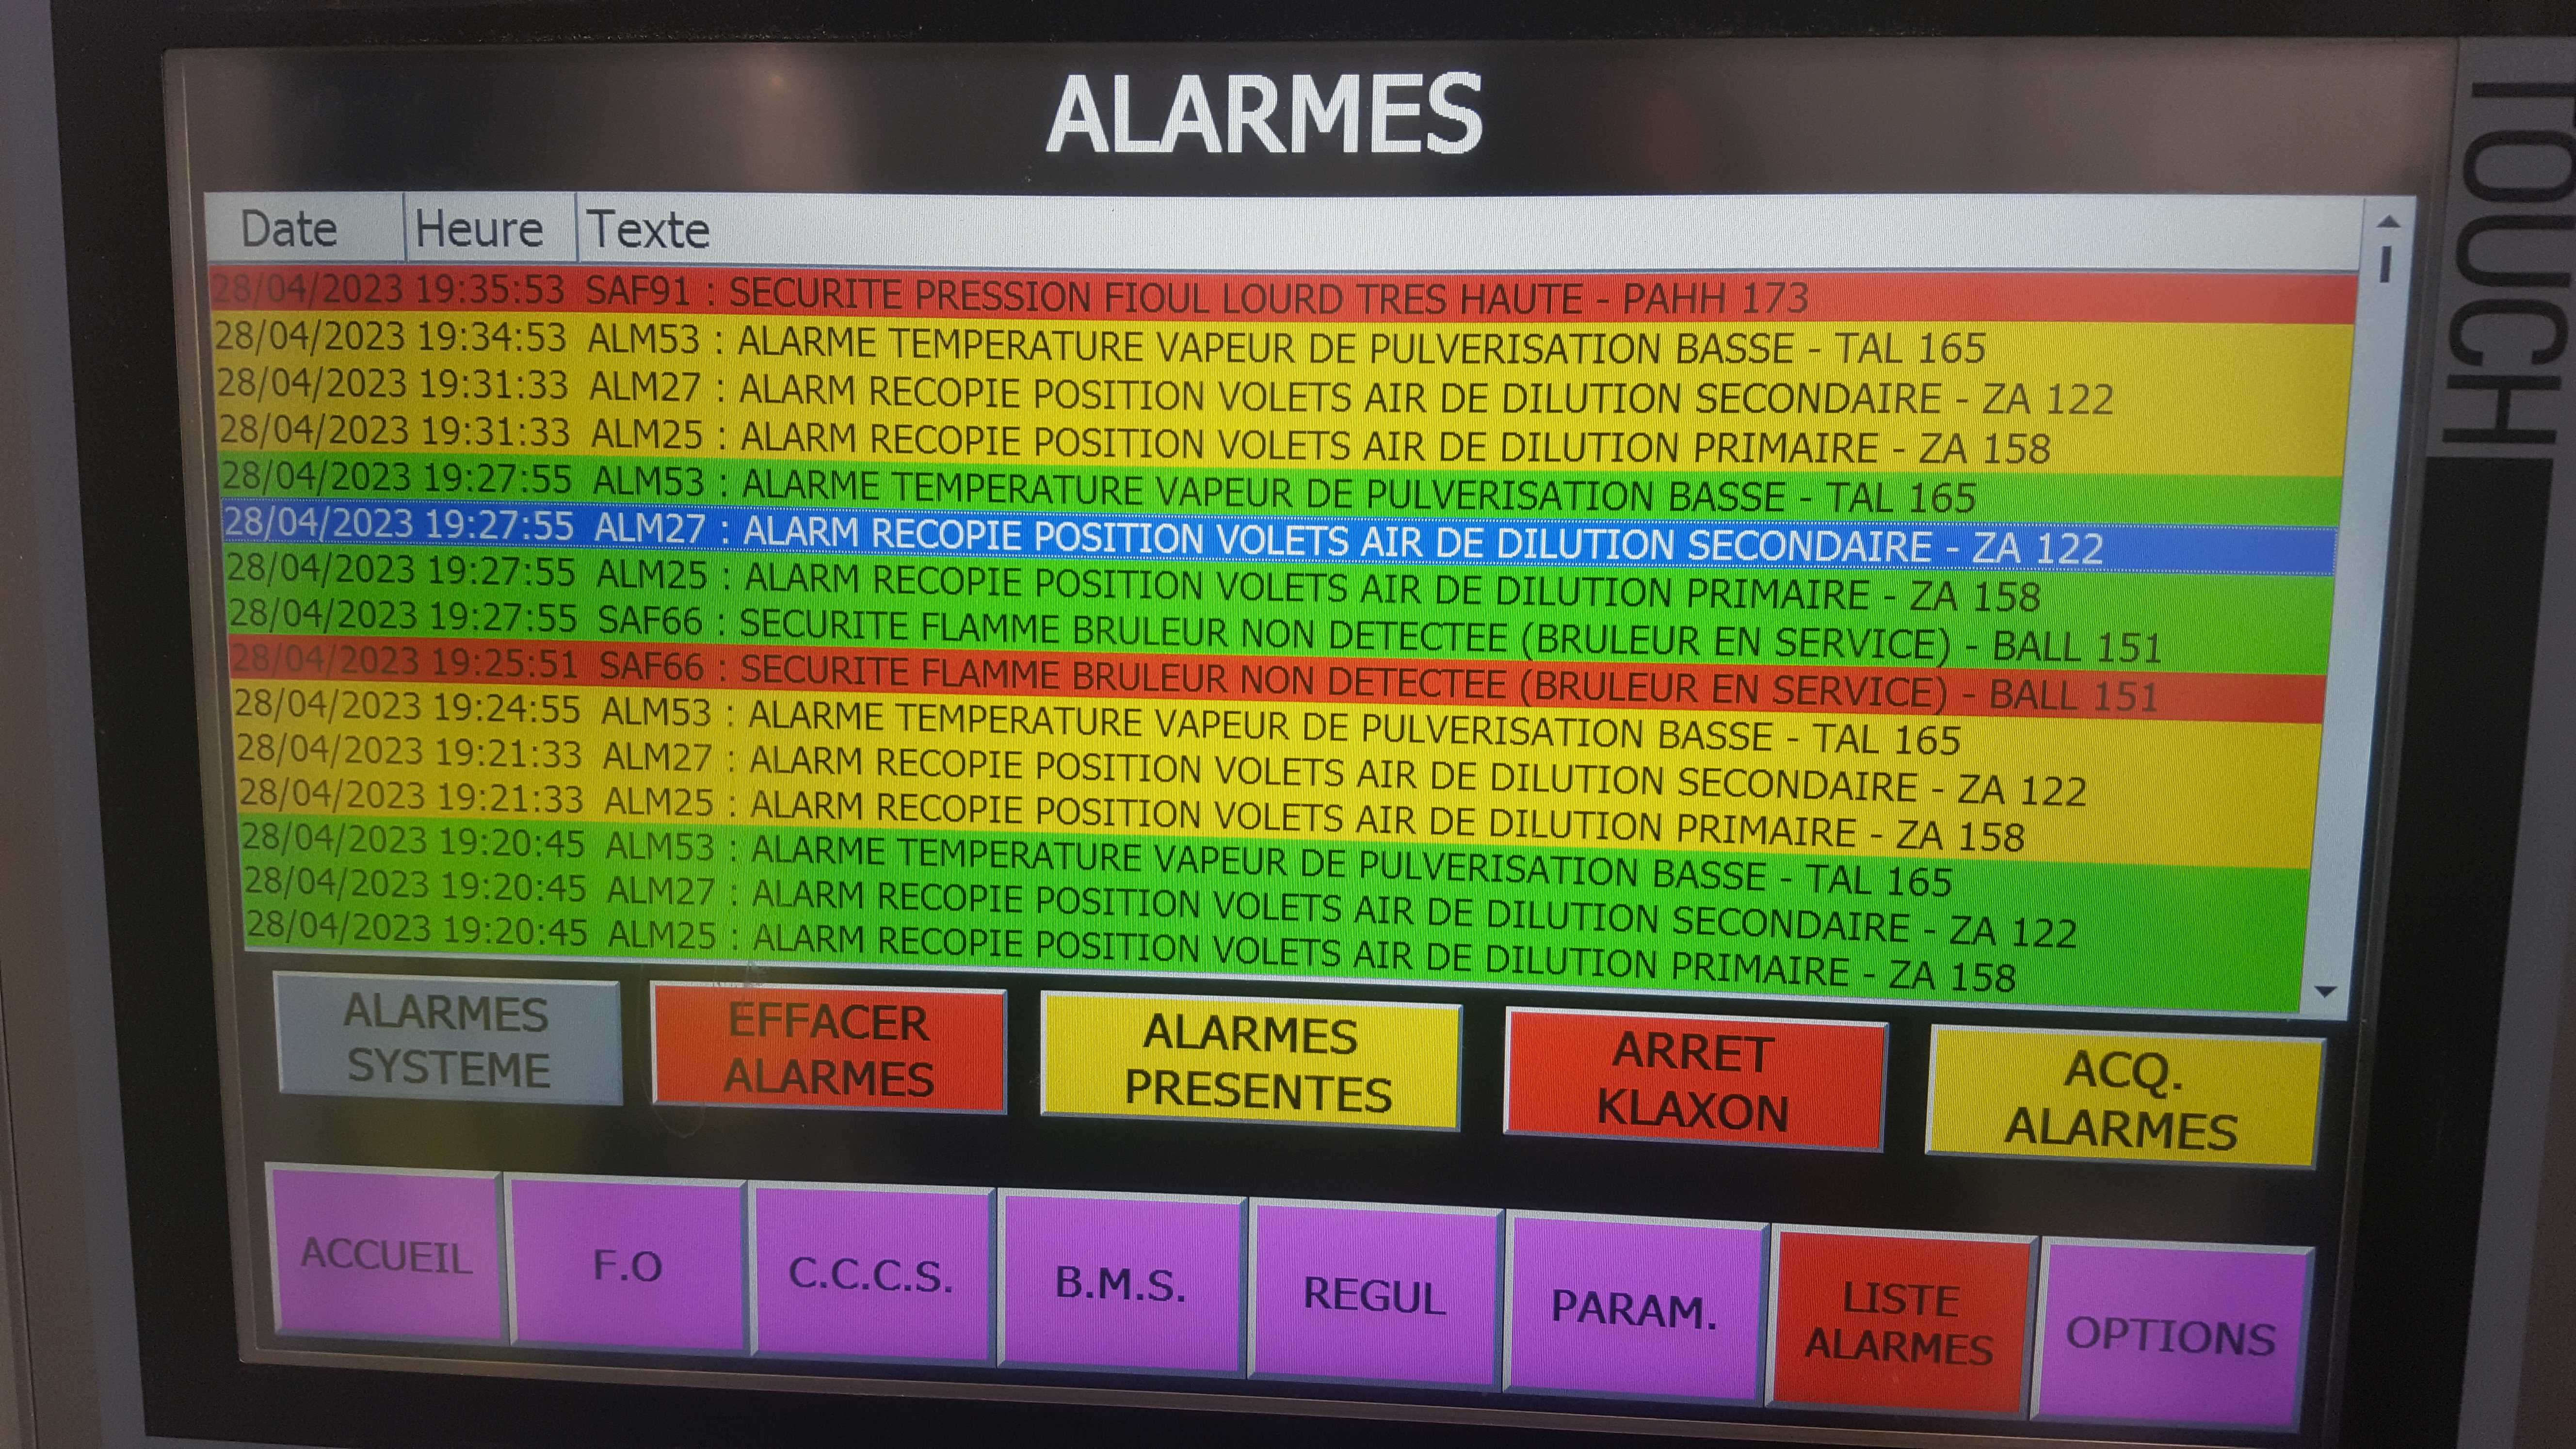 ALARMES
TOUCH
Date Heure Texte
28/04/2023 19:35:53 SAF91 : SECURITE PRESSION FIOUL LOURD TRES HAUTE - PAHH 173
28/04/2023 19:34:53 ALM53 : ALARME TEMPERATURE VAPEUR DE PULVERISATION BASSE - TAL 165
28/04/2023 19:31:33 ALM27 : ALARM RECOPIE POSITION VOLETS AIR DE DILUTION SECONDAIRE - ZA 122
28/04/2023 19:31:33 ALM25 : ALARM RECOPIE POSITION VOLETS AIR DE DILUTION PRIMAIRE - ZA 158
28/04/2023 19:27:55 ALM53 : ALARME TEMPERATURE VAPEUR DE PULVERISATION BASSE - TAL 165
28/04/2023 19:27:55 ALM27 : ALARM RECOPIE POSITION VOLETS AIR DE DILUTION SECONDAIRE - ZA 122
28/04/2023 19:27:55 ALM25 : ALARM RECOPIE POSITION VOLETS AIR DE DILUTION PRIMAIRE - ZA 158
28/04/2023 19:27:55 SAF66 : SECURITE FLAMME BRULEUR NON DETECTEE (BRULEUR EN SERVICE) - BALL 151
28/04/2023 19:25:51 SAF66 : SECURITE FLAMME BRULEUR NON DETECTEE (BRULEUR EN SERVICE) - BALL 151
28/04/2023 19:24:55 ALM53 : ALARME TEMPERATURE VAPEUR DE PULVERISATION BASSE - TAL 165
28/04/2023 19:21:33 ALM27 : ALARM RECOPIE POSITION VOLETS AIR DE DILUTION SECONDAIRE - ZA 122
28/04/2023 19:21:33 ALM25 : ALARM RECOPIE POSITION VOLETS AIR DE DILUTION PRIMAIRE - ZA 158
28/04/2023 19:20:45 ALM53 : ALARME TEMPERATURE VAPEUR DE PULVERISATION BASSE - TAL 165
28/04/2023 19:20:45 ALM27 : ALARM RECOPIE POSITION VOLETS AIR DE DILUTION SECONDAIRE - ZA 122
28/04/2023 19:20:45 ALM25 : ALARM RECOPIE POSITION VOLETS AIR DE DILUTION PRIMAIRE - ZA 158
ALARMES
SYSTEME
EFFACER
ALARMES
ALARMES
PRESENTES
ARRET
KLAXON
ACQ.
ALARMES
ACCUEIL
F.O
C.C.C.S.
B.M.S.
REGUL
PARAM.
LISTE
ALARMES
OPTIONS